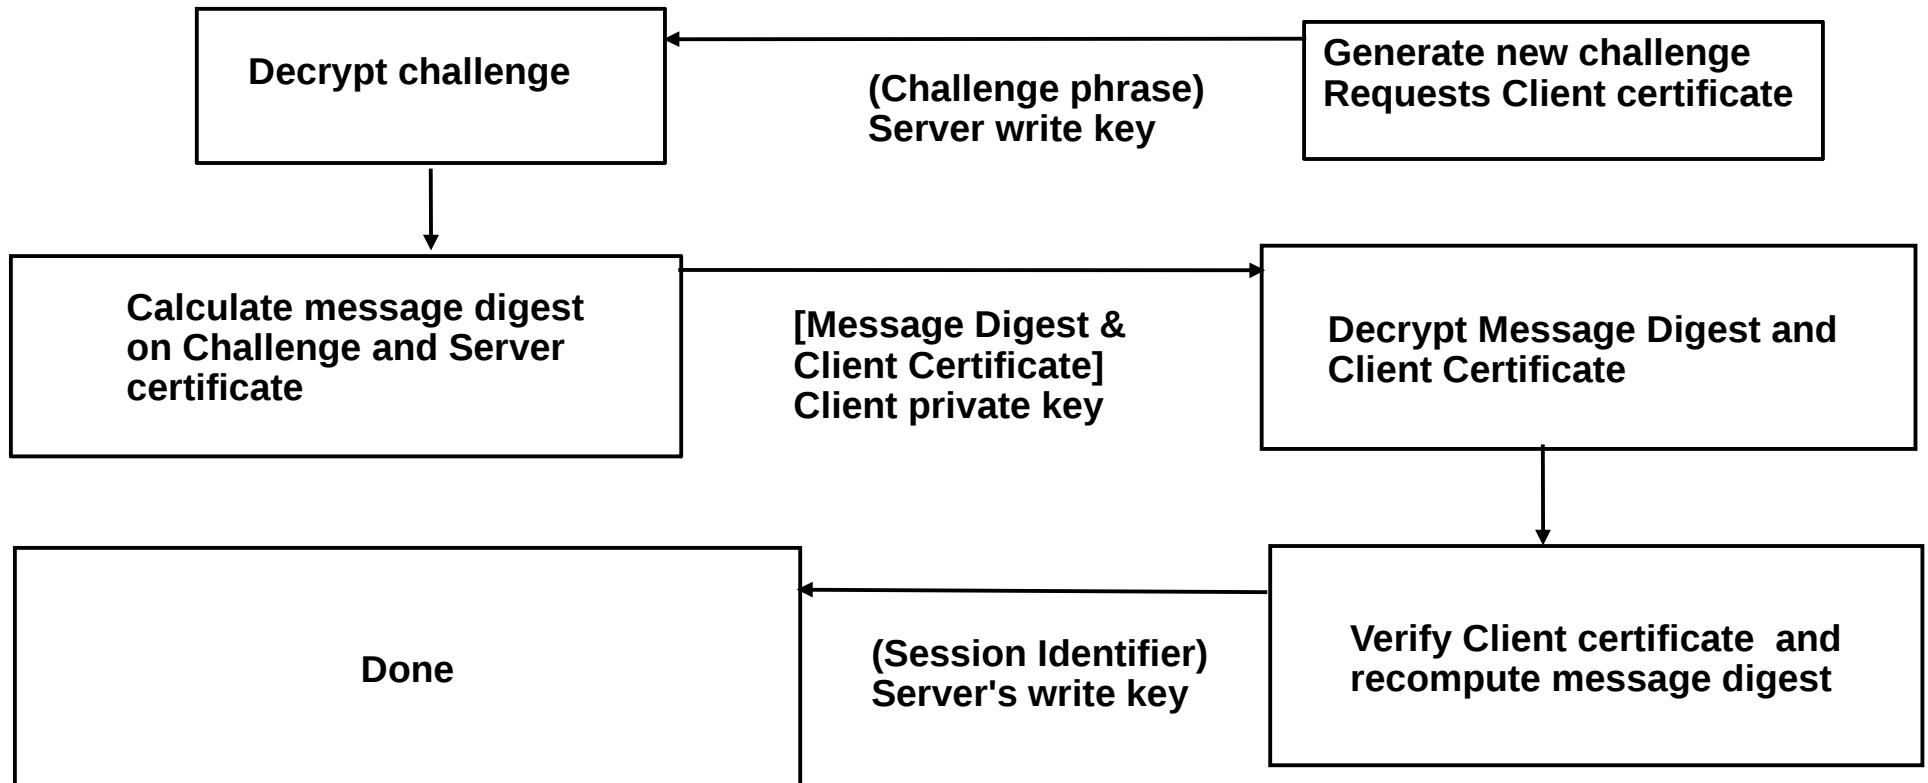 Decrypt challenge
(Challenge phrase)
Server write key
Generate new challenge
Requests Client certificate
Calculate message digest
on Challenge and Server
certificate
[Message Digest &
Client Certificate]
Client private key
Decrypt Message Digest and
Client Certificate
Done
(Session Identifier)
Server's write key
Verify Client certificate  and
recompute message digest